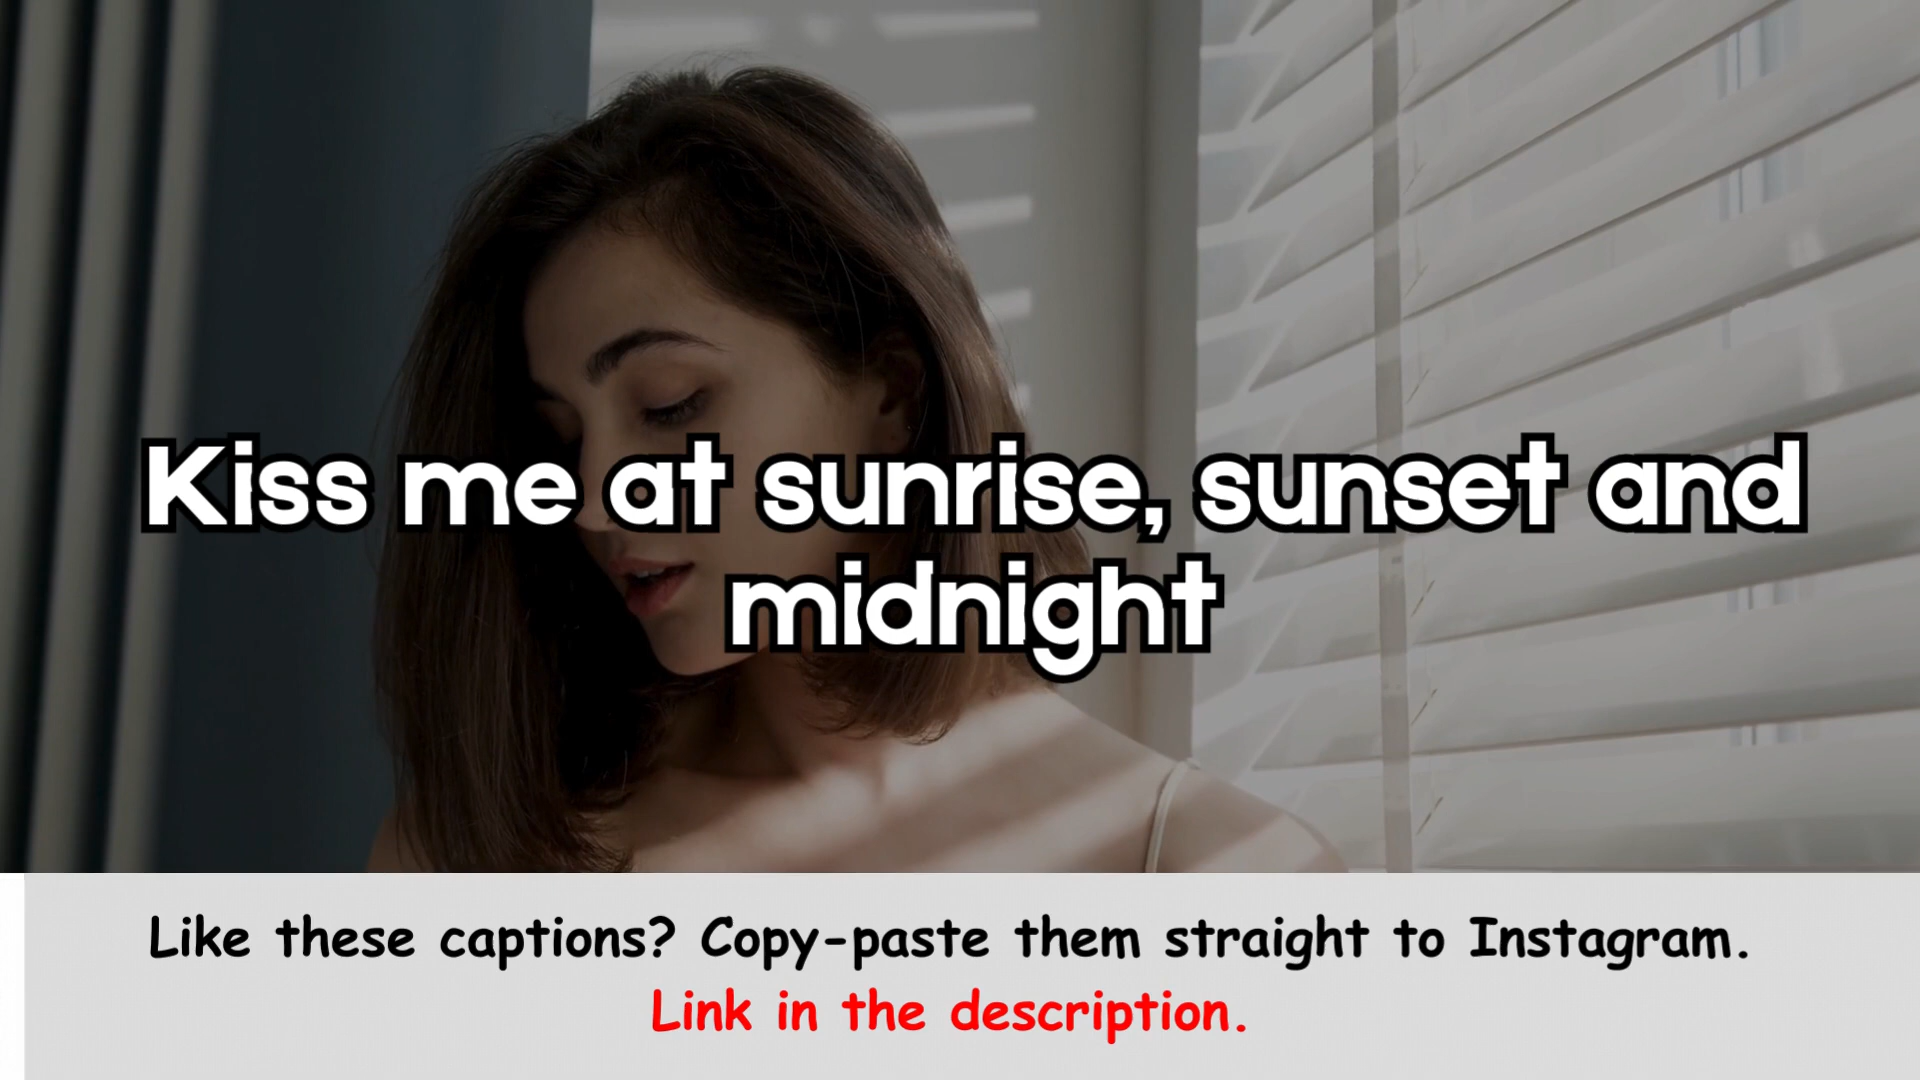 Kiss me at sunrise, sunset and
midnight
Like these captions? Copy-paste them straight to Instagram.
Link in the description.